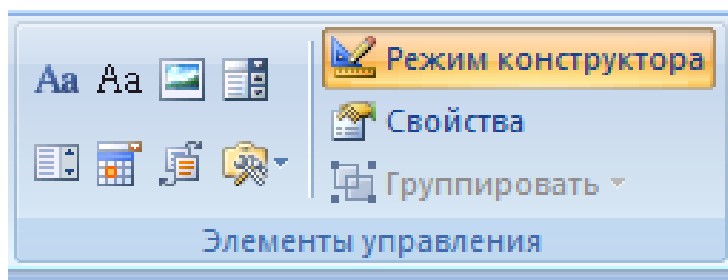 Aa Aa
Режим конструктора
Свойства
Группировать
Элементы управления